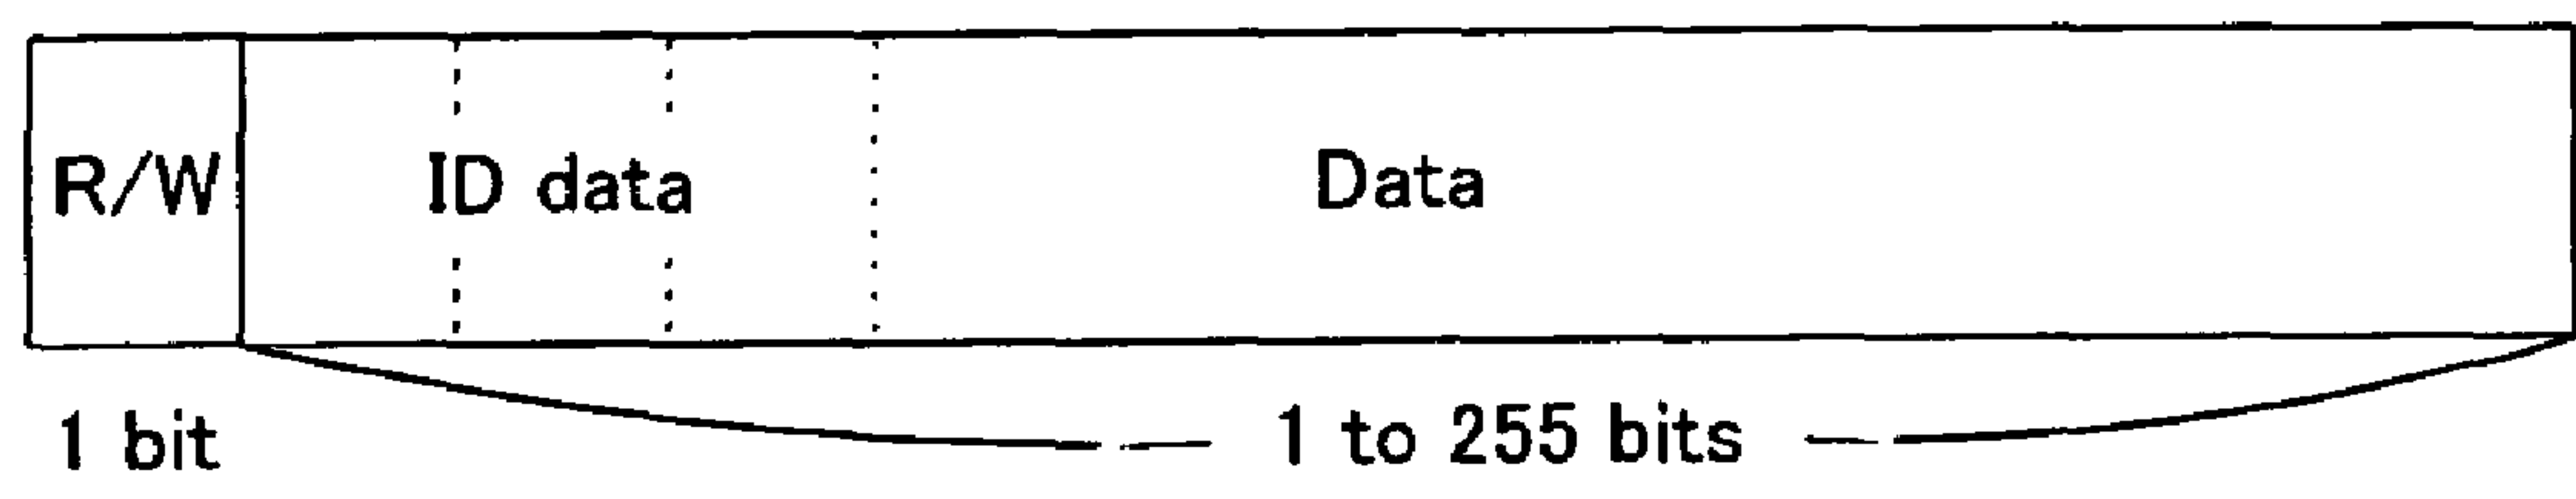 R/W ID data Data
1 bit 1 to 255 bits